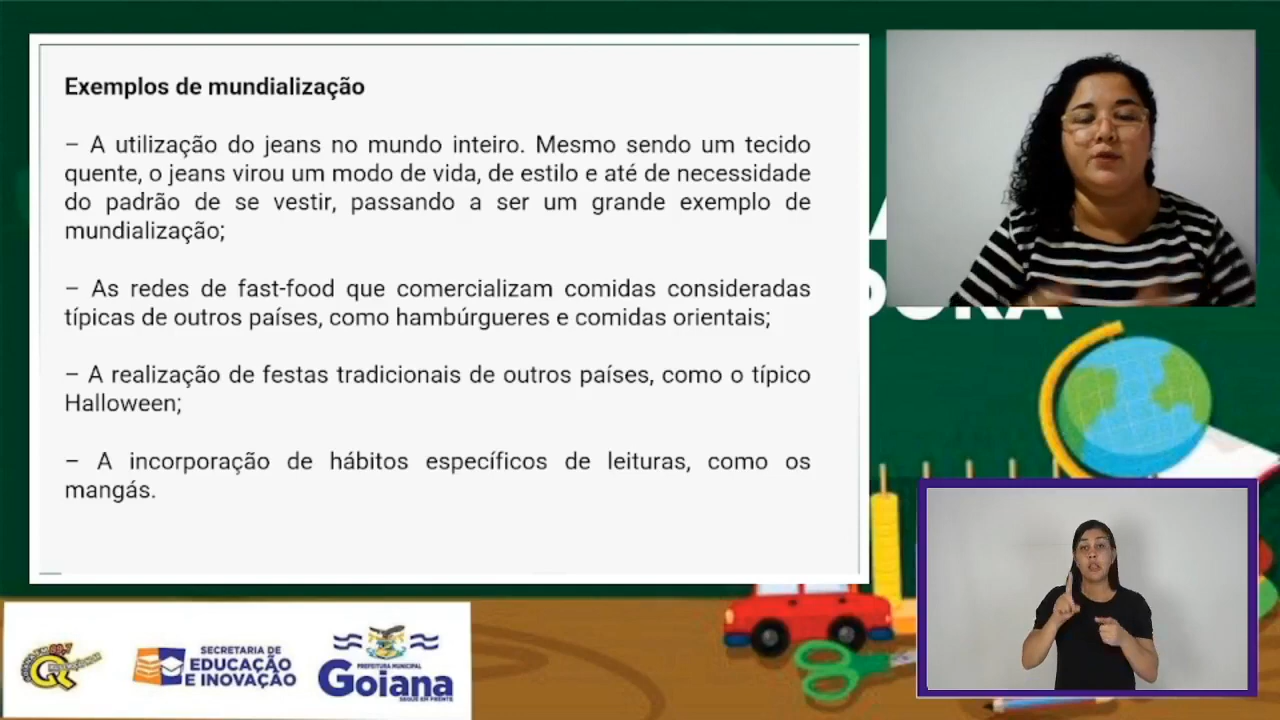 Exemplos de mundialização
– A utilização do jeans no mundo inteiro. Mesmo sendo um tecido
quente, o jeans virou um modo de vida, de estilo e até de necessidade
do padrão de se vestir, passando a ser um grande exemplo de
mundialização;
– As redes de fast-food que comercializam comidas consideradas
típicas de outros países, como hambúrgueres e comidas orientais;
– A realização de festas tradicionais de outros países, como o típico
Halloween;
– A incorporação de hábitos específicos de leituras, como os
mangás.
SECRETARIA DE
EDUCAÇÃO
E INOVAÇÃO
PREFEITURA MUNICIPAL
Goiana
SEGUE EM FRENTE